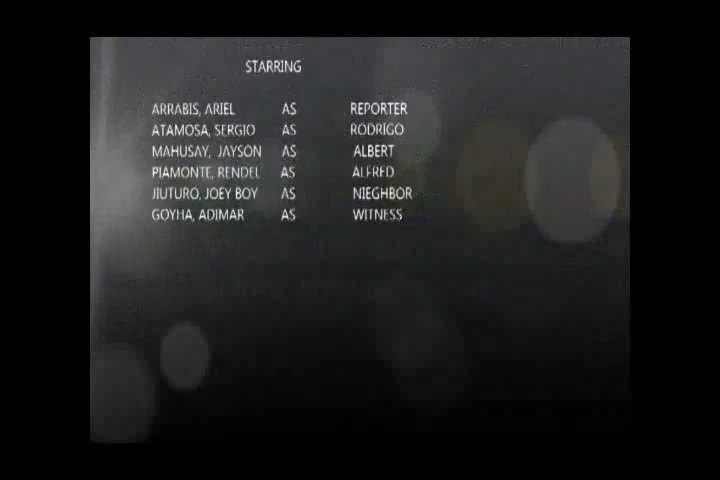 STARRING
ARRABIS, ARIEL AS REPORTER
ATAMOSA, SERGIO AS RODRIGO
MAHUSAY, JAYSON AS ALBERT
PIAMONTE, RENDEL AS ALFRED
JIUTURO, JOEY BOY AS NIEGHBOR
GOYHA, ADIMAR AS WITNESS